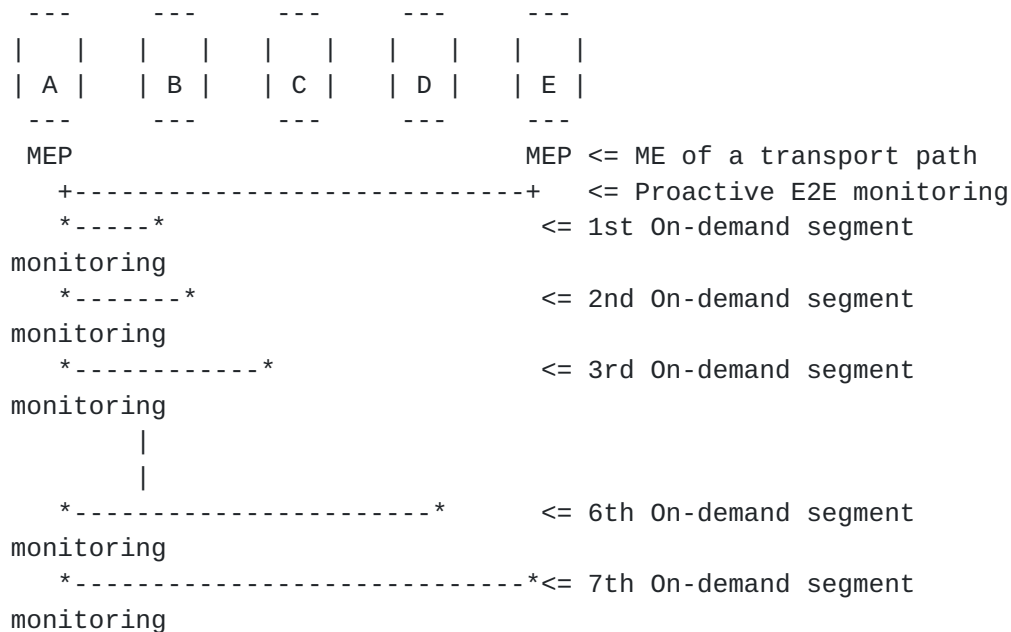 ---     ---     ---     ---     ---
|   |   |   |   |   |   |   |   |   |
| A |   | B |   | C |   | D |   | E |
 ---     ---     ---     ---     ---
 MEP                             MEP <= ME of a transport path
   +-----------------------------+   <= Proactive E2E monitoring
   *-----*                        <= 1st On-demand segment
monitoring
   *-------*                      <= 2nd On-demand segment
monitoring
   *------------*                 <= 3rd On-demand segment
monitoring
        |
        |
   *-----------------------*      <= 6th On-demand segment
monitoring
   *-----------------------------*<= 7th On-demand segment
monitoring